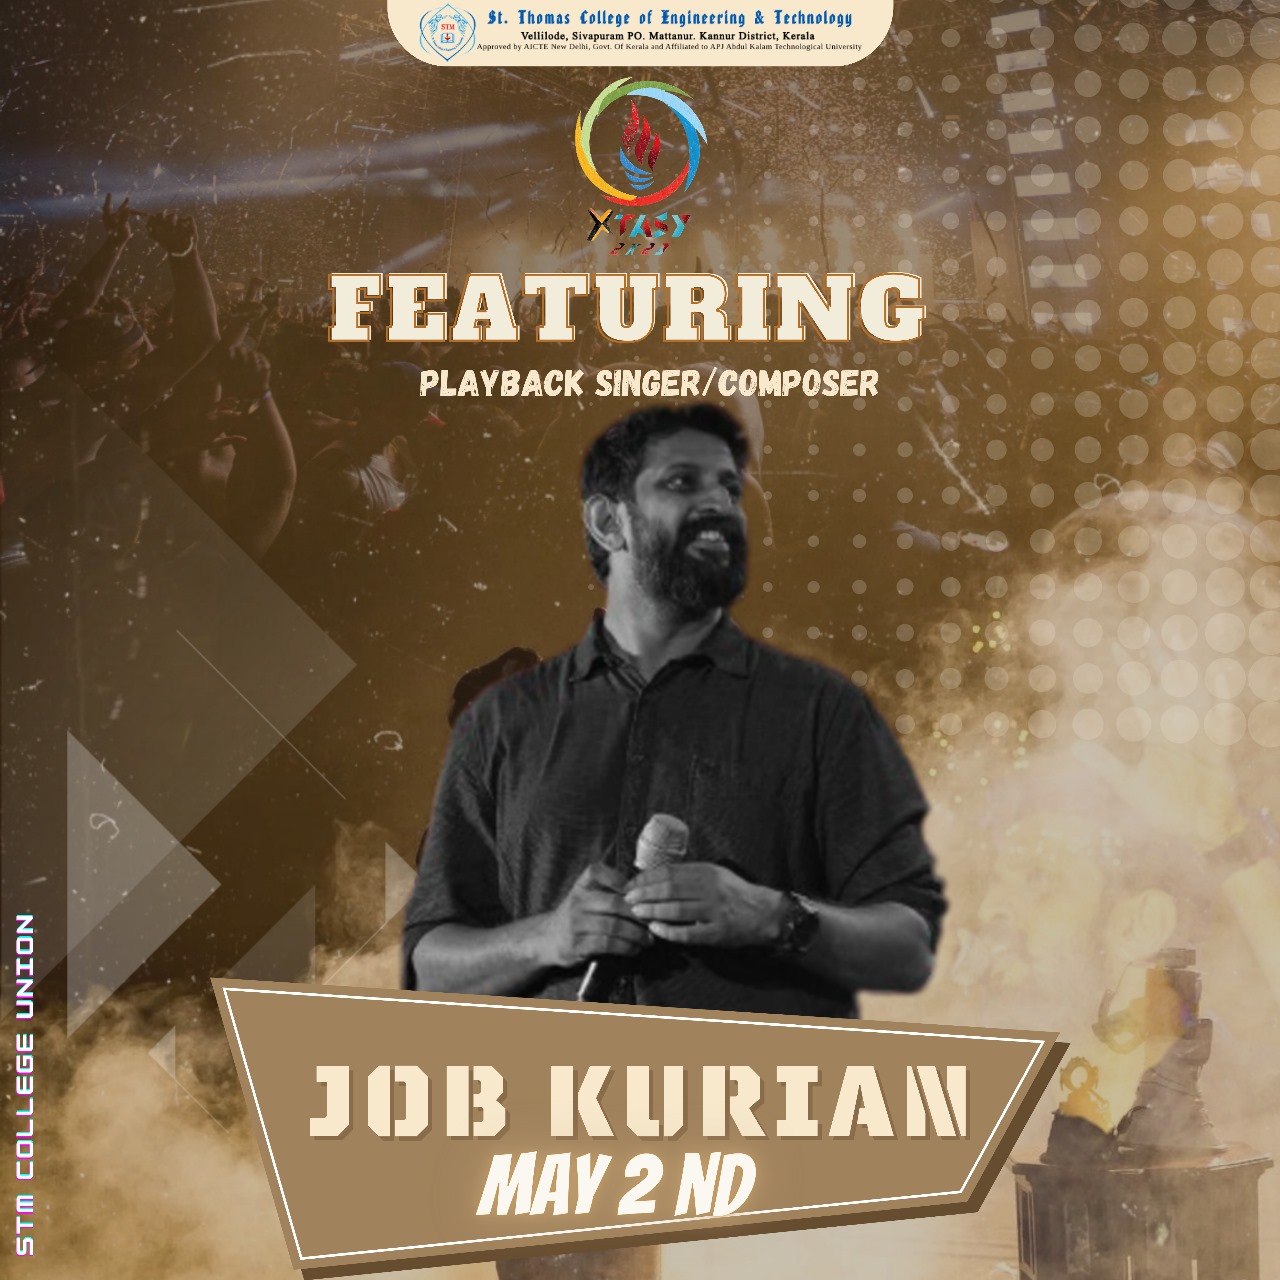 St. Thomas College of Engineering & Technology
Vellilode, Sivapuram PO. Mattanur. Kannur District, Kerala
Approved by AICTE New Delhi, Govt. Of Kerala and Affiliated to APJ Abdul Kalam Technological University
STM
XTASY
FEATURING
PLAYBACK SINGER/COMPOSER
JOB KURIAN
MAY 2 ND
STM COLLEGE UNION